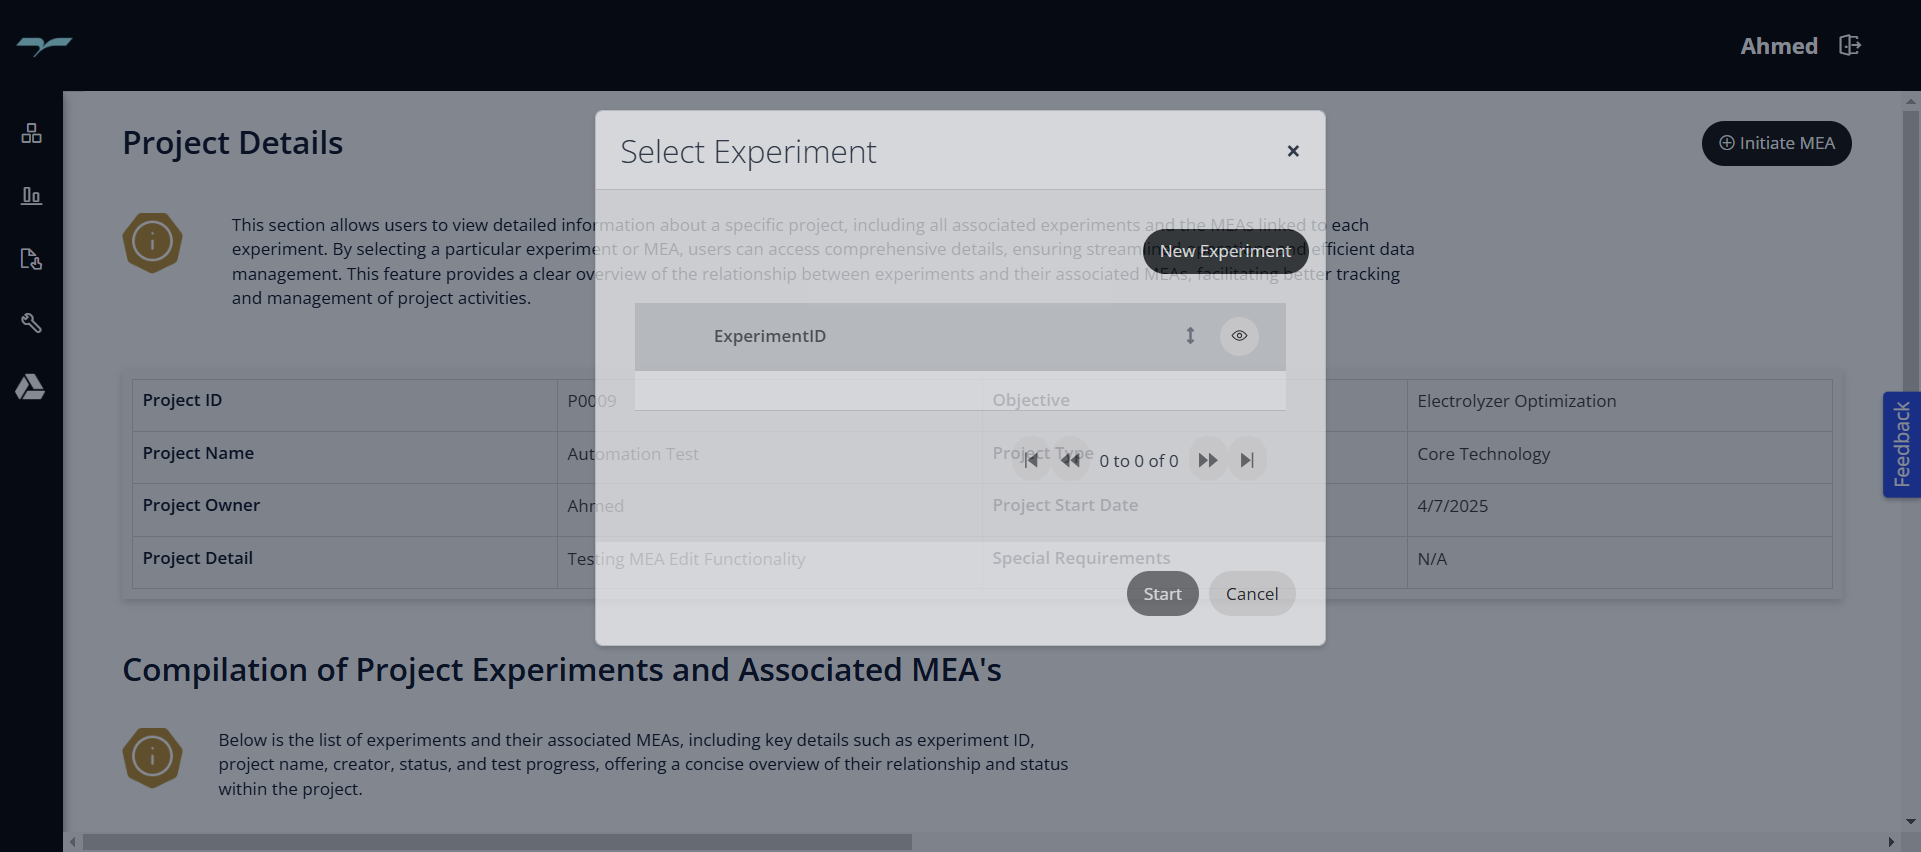 Ahmed
Project Details
Initiate MEA
Select Experiment
×
This section allows users to view detailed information about a specific project, including all associated experiments and the MEAs linked to each
experiment. By selecting a particular experiment or MEA, users can access comprehensive details, ensuring efficient data
management. This feature provides a clear overview of the relationship between experiments and their associated MEAs, facilitating better tracking
and management of project activities.
New Experiment
ExperimentID
Project ID P0009 Objective Electrolyzer Optimization
Project Name Automation Test Project Type Core Technology
0 to 0 of 0
Project Owner Ahmed Project Start Date 4/7/2025
Project Detail Testing MEA Edit Functionality Special Requirements N/A
Start Cancel
Feedback
Compilation of Project Experiments and Associated MEA's
Below is the list of experiments and their associated MEAs, including key details such as experiment ID,
project name, creator, status, and test progress, offering a concise overview of their relationship and status
within the project.